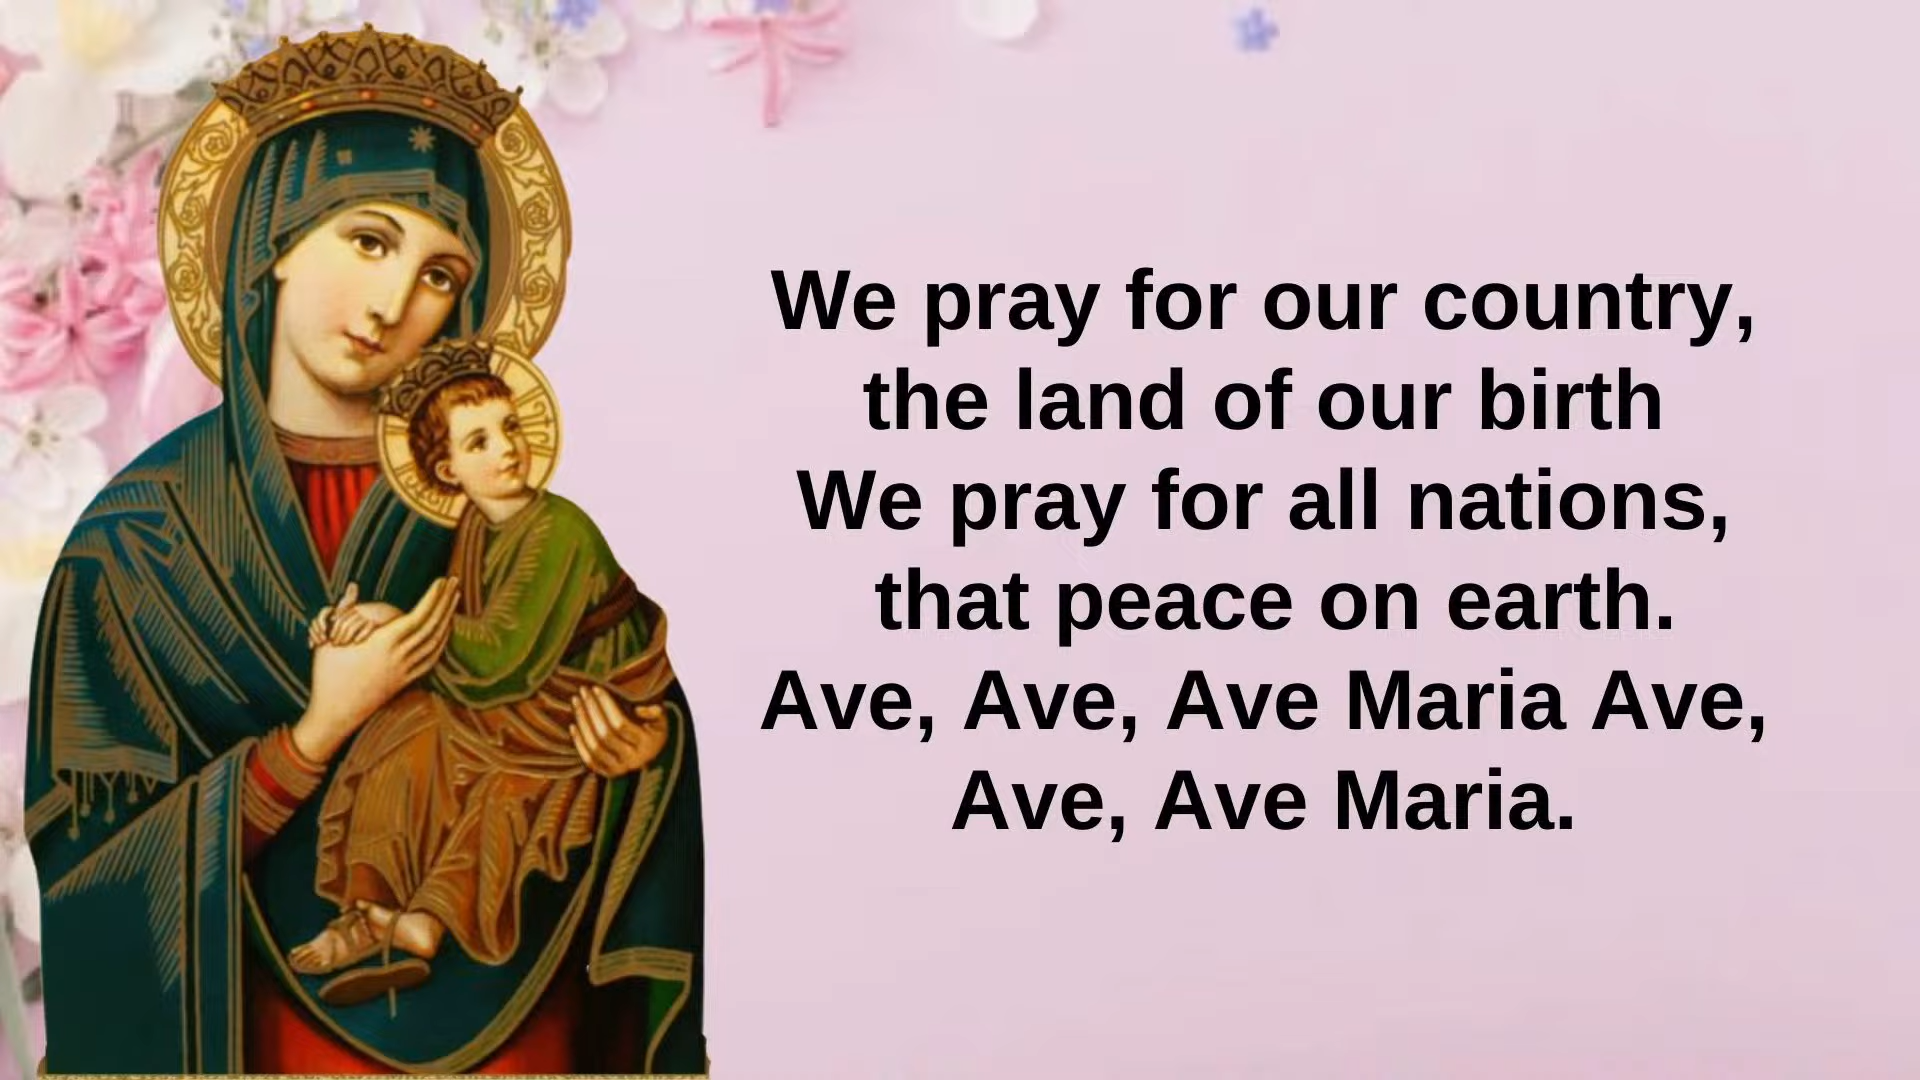 We pray for our country,
the land of our birth
We pray for all nations,
that peace on earth.
Ave, Ave, Ave Maria Ave,
Ave, Ave Maria.